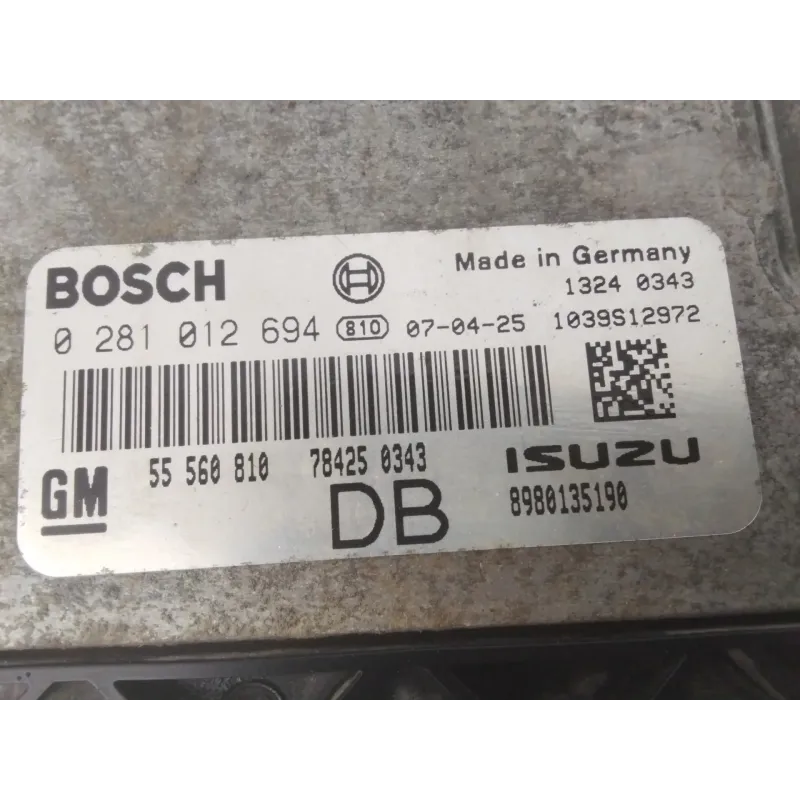 BOSCH Made in Germany
1324 0343
0 281 012 694 810 07-04-25 1039S12972
GM 55 560 810 78425 0343 ISUZU
DB 8980135190